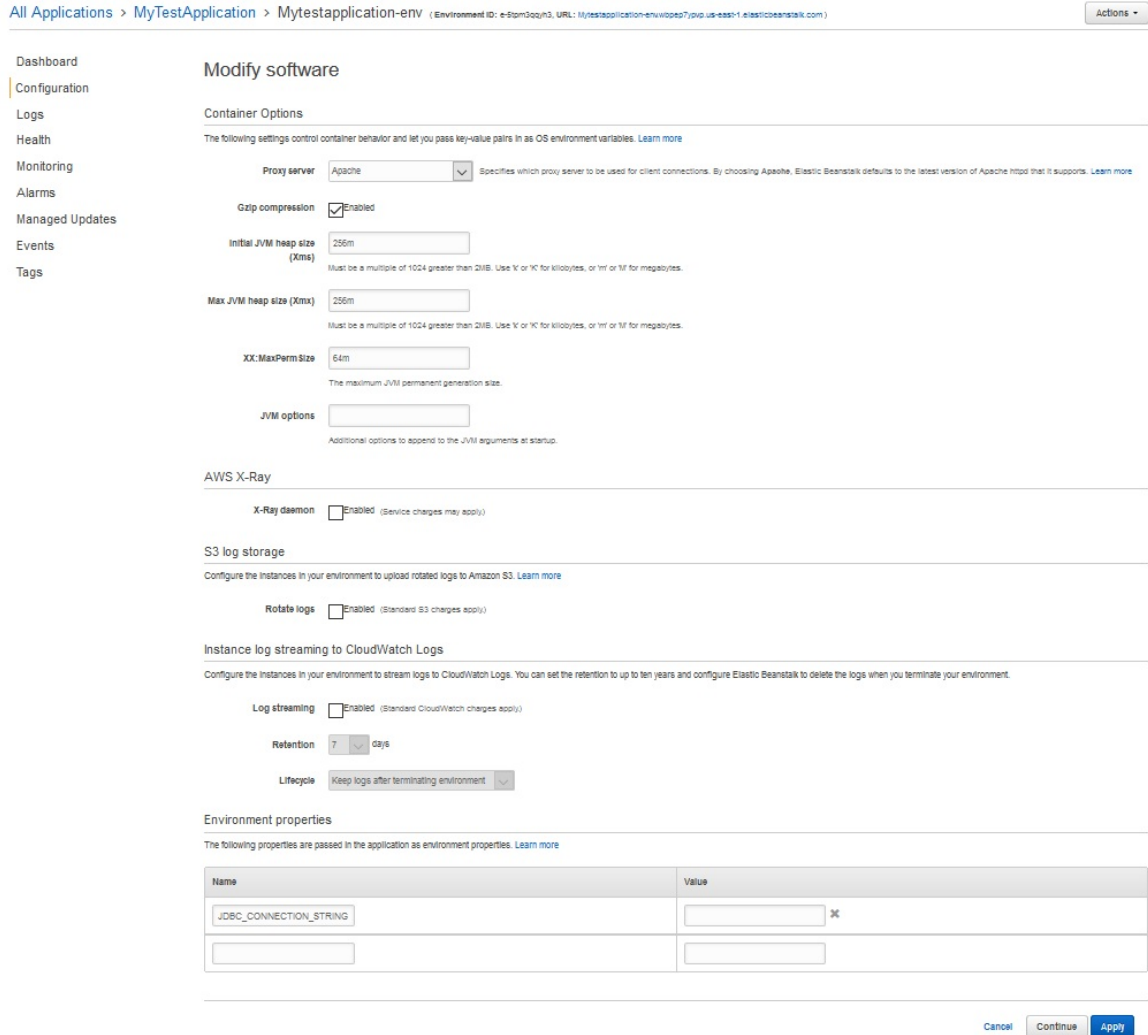 All Applications > MyTestApplication > Mytestapplication-env ( Environment ID: e-5tpm3qqyh3, URL: Mytestapplication-env.wopep7ypvp.us-east-1.elasticbeanstalk.com )
Actions
Dashboard
Configuration
Logs
Health
Monitoring
Alarms
Managed Updates
Events
Tags
Modify software
Container Options
The following settings control container behavior and let you pass key-value pairs in as OS environment variables. Learn more
Proxy server Apache Specifies which proxy server to be used for client connections. By choosing Apache, Elastic Beanstalk defaults to the latest version of Apache httpd that it supports. Learn more
Gzip compression Enabled
Initial JVM heap size
(Xms)
256m
Must be a multiple of 1024 greater than 2MB. Use 'k' or 'K' for kilobytes, or 'm' or 'M' for megabytes.
Max JVM heap size (Xmx) 256m
Must be a multiple of 1024 greater than 2MB. Use 'k' or 'K' for kilobytes, or 'm' or 'M' for megabytes.
XX:MaxPermSize 64m
The maximum JVM permanent generation size.
JVM options
Additional options to append to the JVM arguments at startup.
AWS X-Ray
X-Ray daemon Enabled (Service charges may apply.)
S3 log storage
Configure the instances in your environment to upload rotated logs to Amazon S3. Learn more
Rotate logs Enabled (Standard S3 charges apply.)
Instance log streaming to CloudWatch Logs
Configure the instances in your environment to stream logs to CloudWatch Logs. You can set the retention to up to ten years and configure Elastic Beanstalk to delete the logs when you terminate your environment.
Log streaming Enabled (Standard CloudWatch charges apply.)
Retention 7 days
Lifecycle Keep logs after terminating environment
Environment properties
The following properties are passed in the application as environment properties. Learn more
Name Value
JDBC_CONNECTION_STRING
Cancel Continue Apply